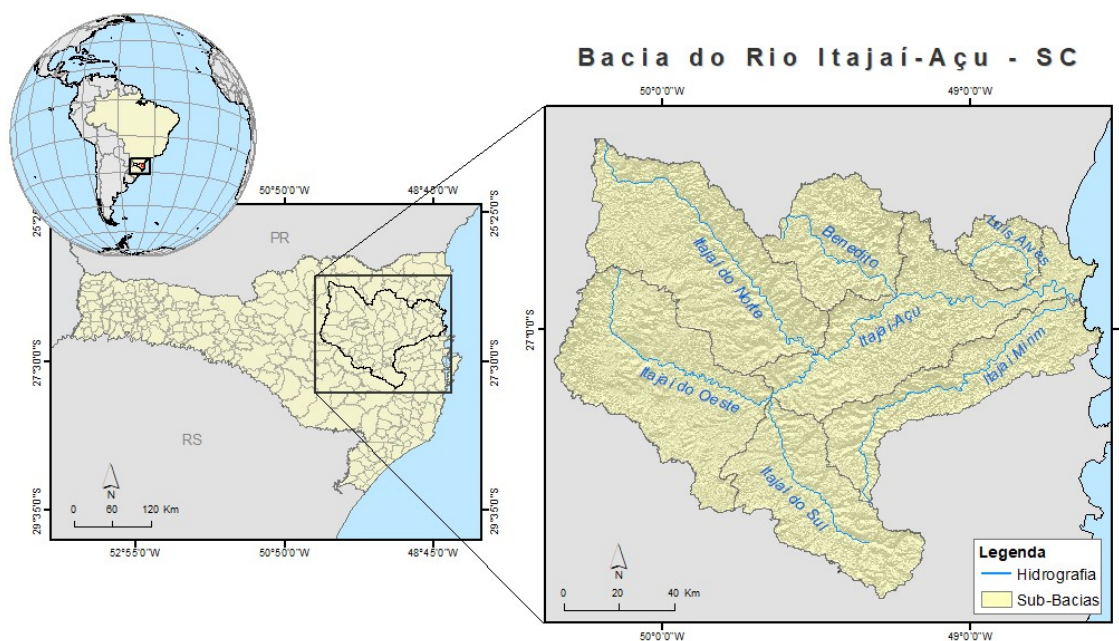 Bacia do Rio Itajaí-Açu - SC
50°0'0"W
49°0'0"W
50°50'0"W
48°45'0"W
25°25'0"S
25°25'0"S
PR
Luís Alves
Benedito
Itajaí do Norte
Itajaí-Açu
27°0'0"S
27°0'0"S
Itajaí Mirim
27°30'0"S
27°30'0"S
Itajaí do Oeste
RS
Itajaí do Sul
N
0 60 120 Km
29°35'0"S
29°35'0"S
52°55'0"W
50°50'0"W
48°45'0"W
N
0 20 40 Km
Legenda
Hidrografia
Sub-Bacias
50°0'0"W
49°0'0"W